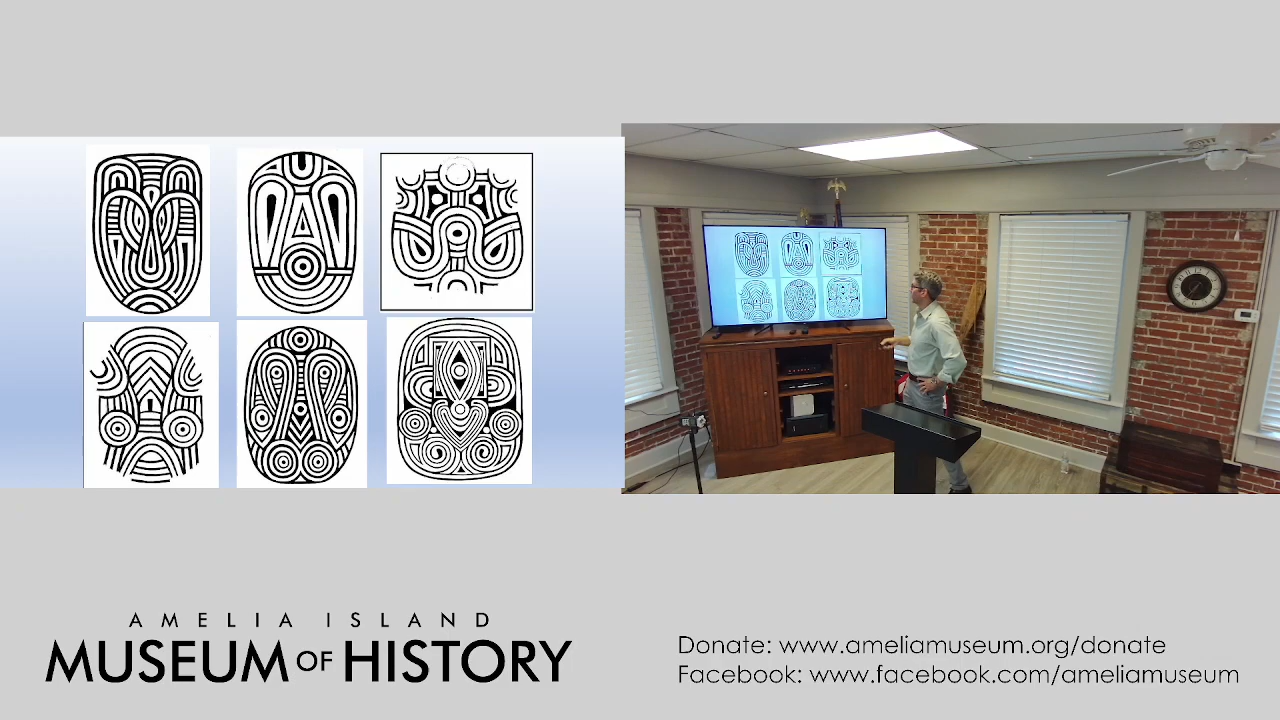 AMELIA ISLAND
MUSEUM OF HISTORY
Donate: www.ameliamuseum.org/donate
Facebook: www.facebook.com/ameliamuseum